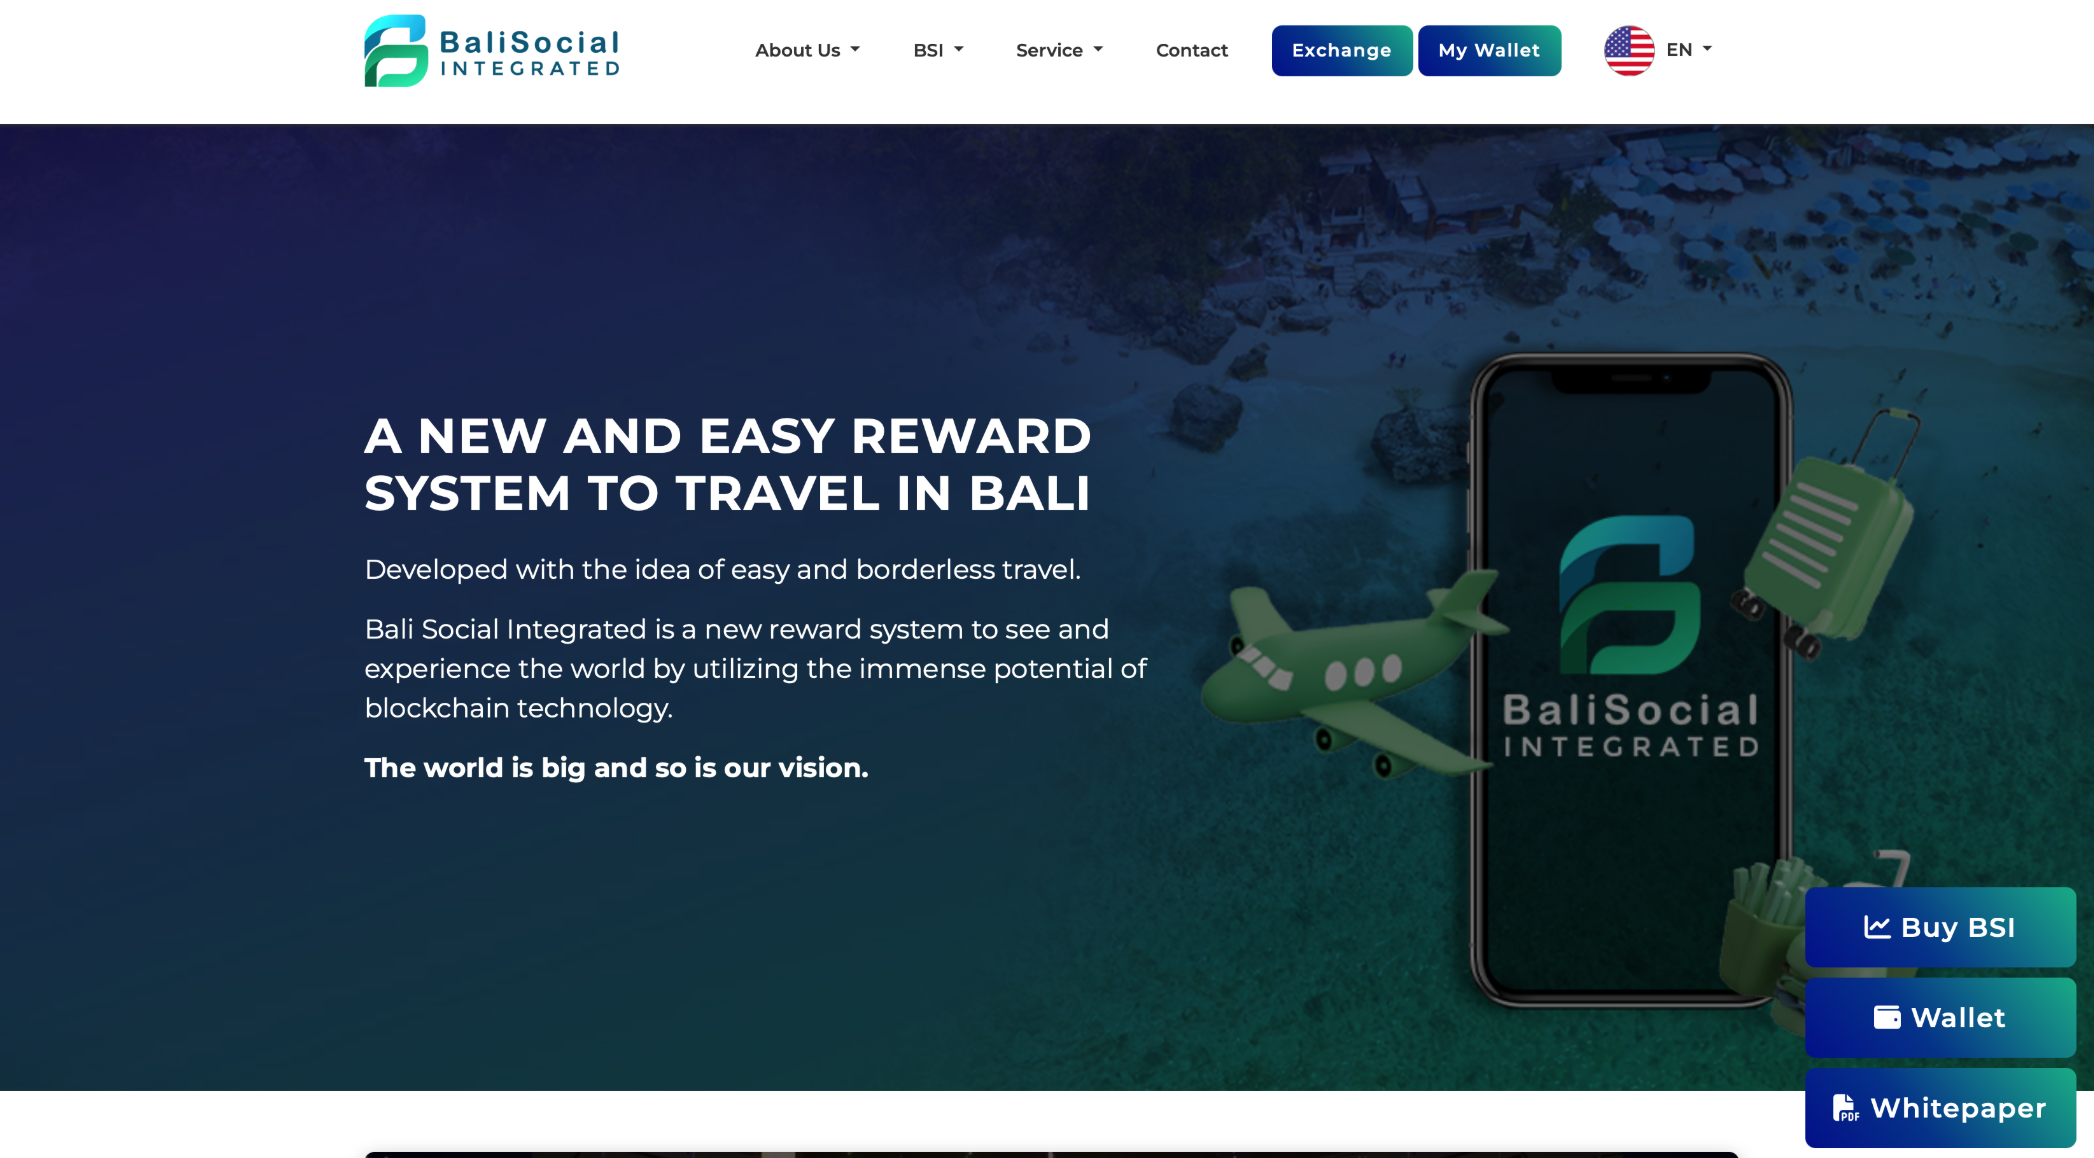 BaliSocial
INTEGRATED
About Us
BSI
Service
Contact
Exchange
My Wallet
EN
A NEW AND EASY REWARD
SYSTEM TO TRAVEL IN BALI
Developed with the idea of easy and borderless travel.
Bali Social Integrated is a new reward system to see and
experience the world by utilizing the immense potential of
blockchain technology.
The world is big and so is our vision.
BaliSocial
INTEGRATED
Buy BSI
Wallet
PDF Whitepaper